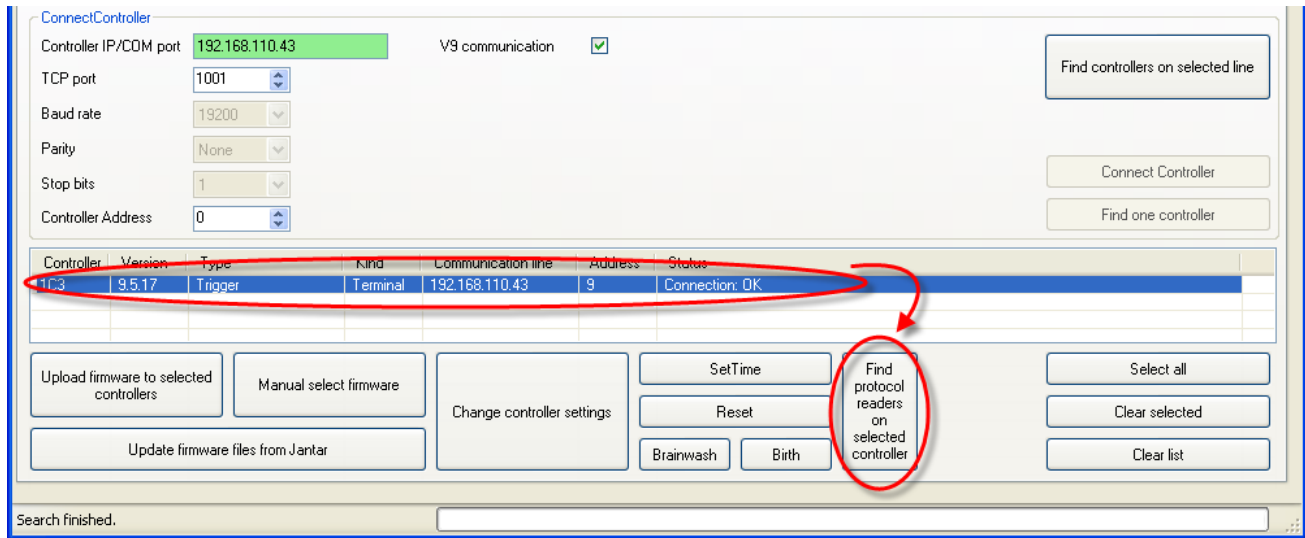 ConnectController
Controller IP/COM port 192.168.110.43 V9 communication
Find controllers on selected line
TCP port 1001
Baud rate 19200
Parity None
Stop bits 1
Connect Controller
Controller Address 0
Find one controller
Controller Version Type Kind Communication line Address Status
1C3 9.5.17 Trigger Terminal 192.168.110.43 9 Connection: OK
Upload firmware to selected
controllers
Manual select firmware
Change controller settings
SetTime
Find
protocol
readers
on
selected
controller
Select all
Reset
Clear selected
Update firmware files from Jantar
Brainwash Birth
Clear list
Search finished.